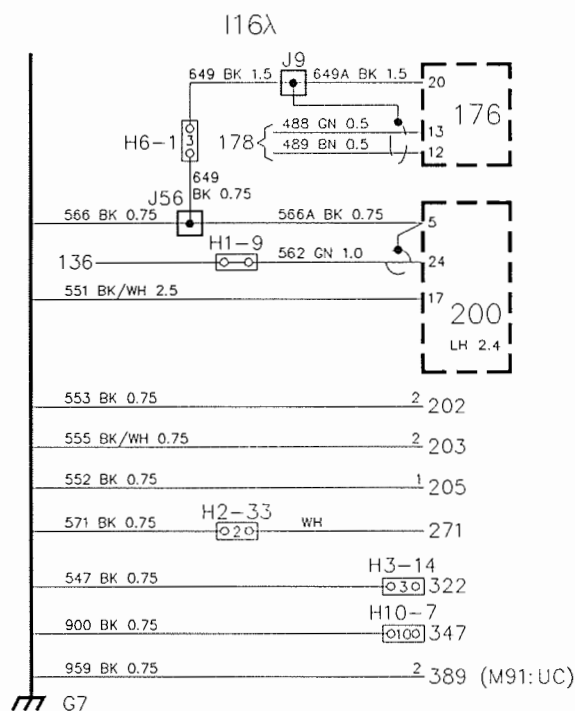 I16λ
J9
649 BK 1.5 649A BK 1.5 20
176
H6-1 3 178 488 GN 0.5 13
489 BN 0.5 12
649
BK 0.75
J56
566 BK 0.75 566A BK 0.75 5
H1-9
136 562 GN 1.0 24
551 BK/WH 2.5 17
200
LH 2.4
553 BK 0.75 2 202
555 BK/WH 0.75 2 203
552 BK 0.75 1 205
H2-33
571 BK 0.75 2 WH 271
H3-14
547 BK 0.75 3 322
H10-7
900 BK 0.75 10 347
959 BK 0.75 2 389 (M91:UC)
G7